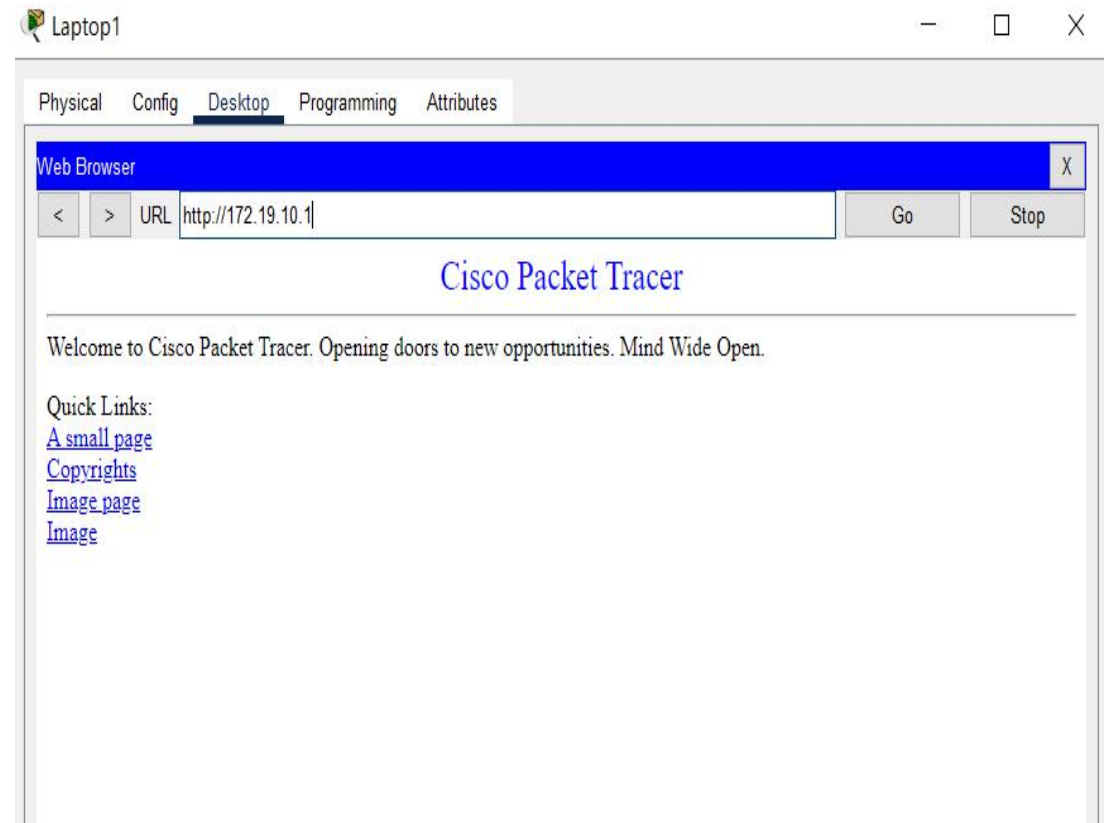 Laptop1
Physical Config Desktop Programming Attributes
Web Browser X
< > URL http://172.19.10.1 Go Stop
Cisco Packet Tracer
Welcome to Cisco Packet Tracer. Opening doors to new opportunities. Mind Wide Open.
Quick Links:
A small page
Copyrights
Image page
Image